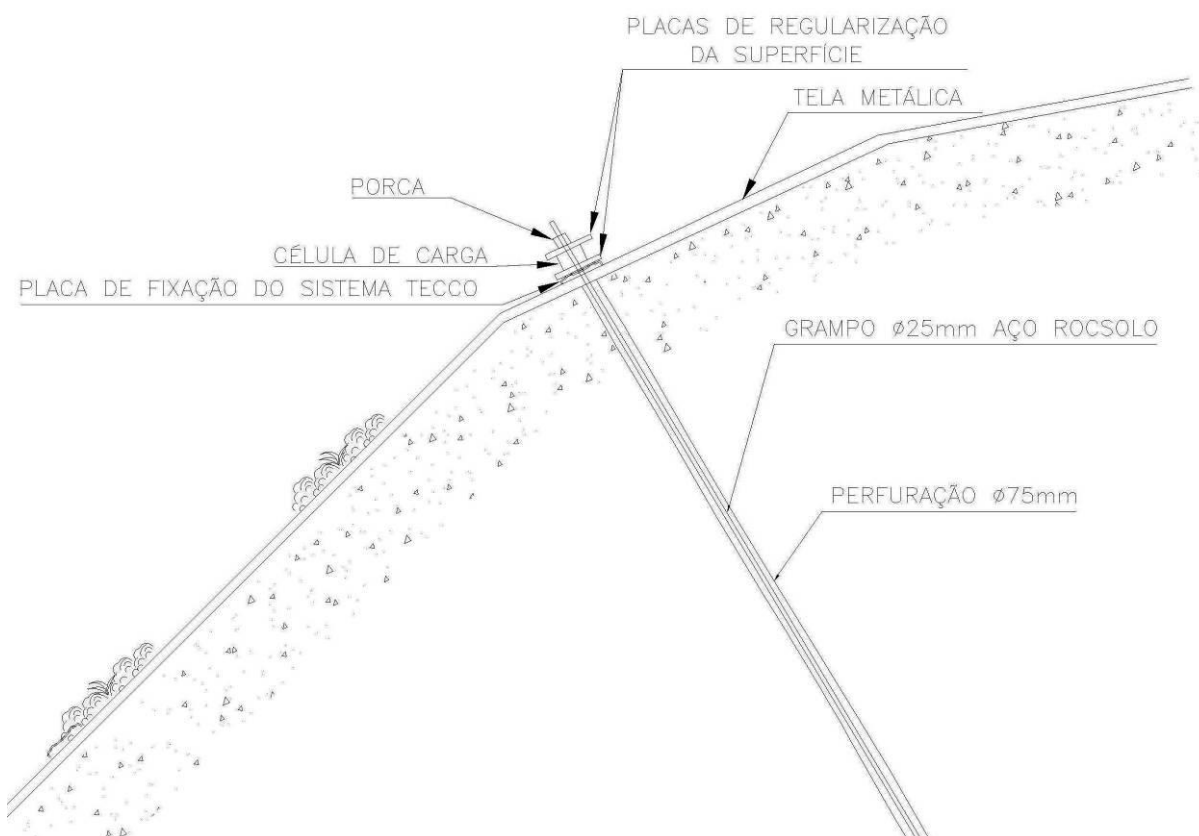 PLACAS DE REGULARIZAÇÃO
DA SUPERFÍCIE
TELA METÁLICA
PORCA
CÉLULA DE CARGA
PLACA DE FIXAÇÃO DO SISTEMA TECCO
GRAMPO Ø25mm AÇO ROCSOLO
PERFURAÇÃO Ø75mm